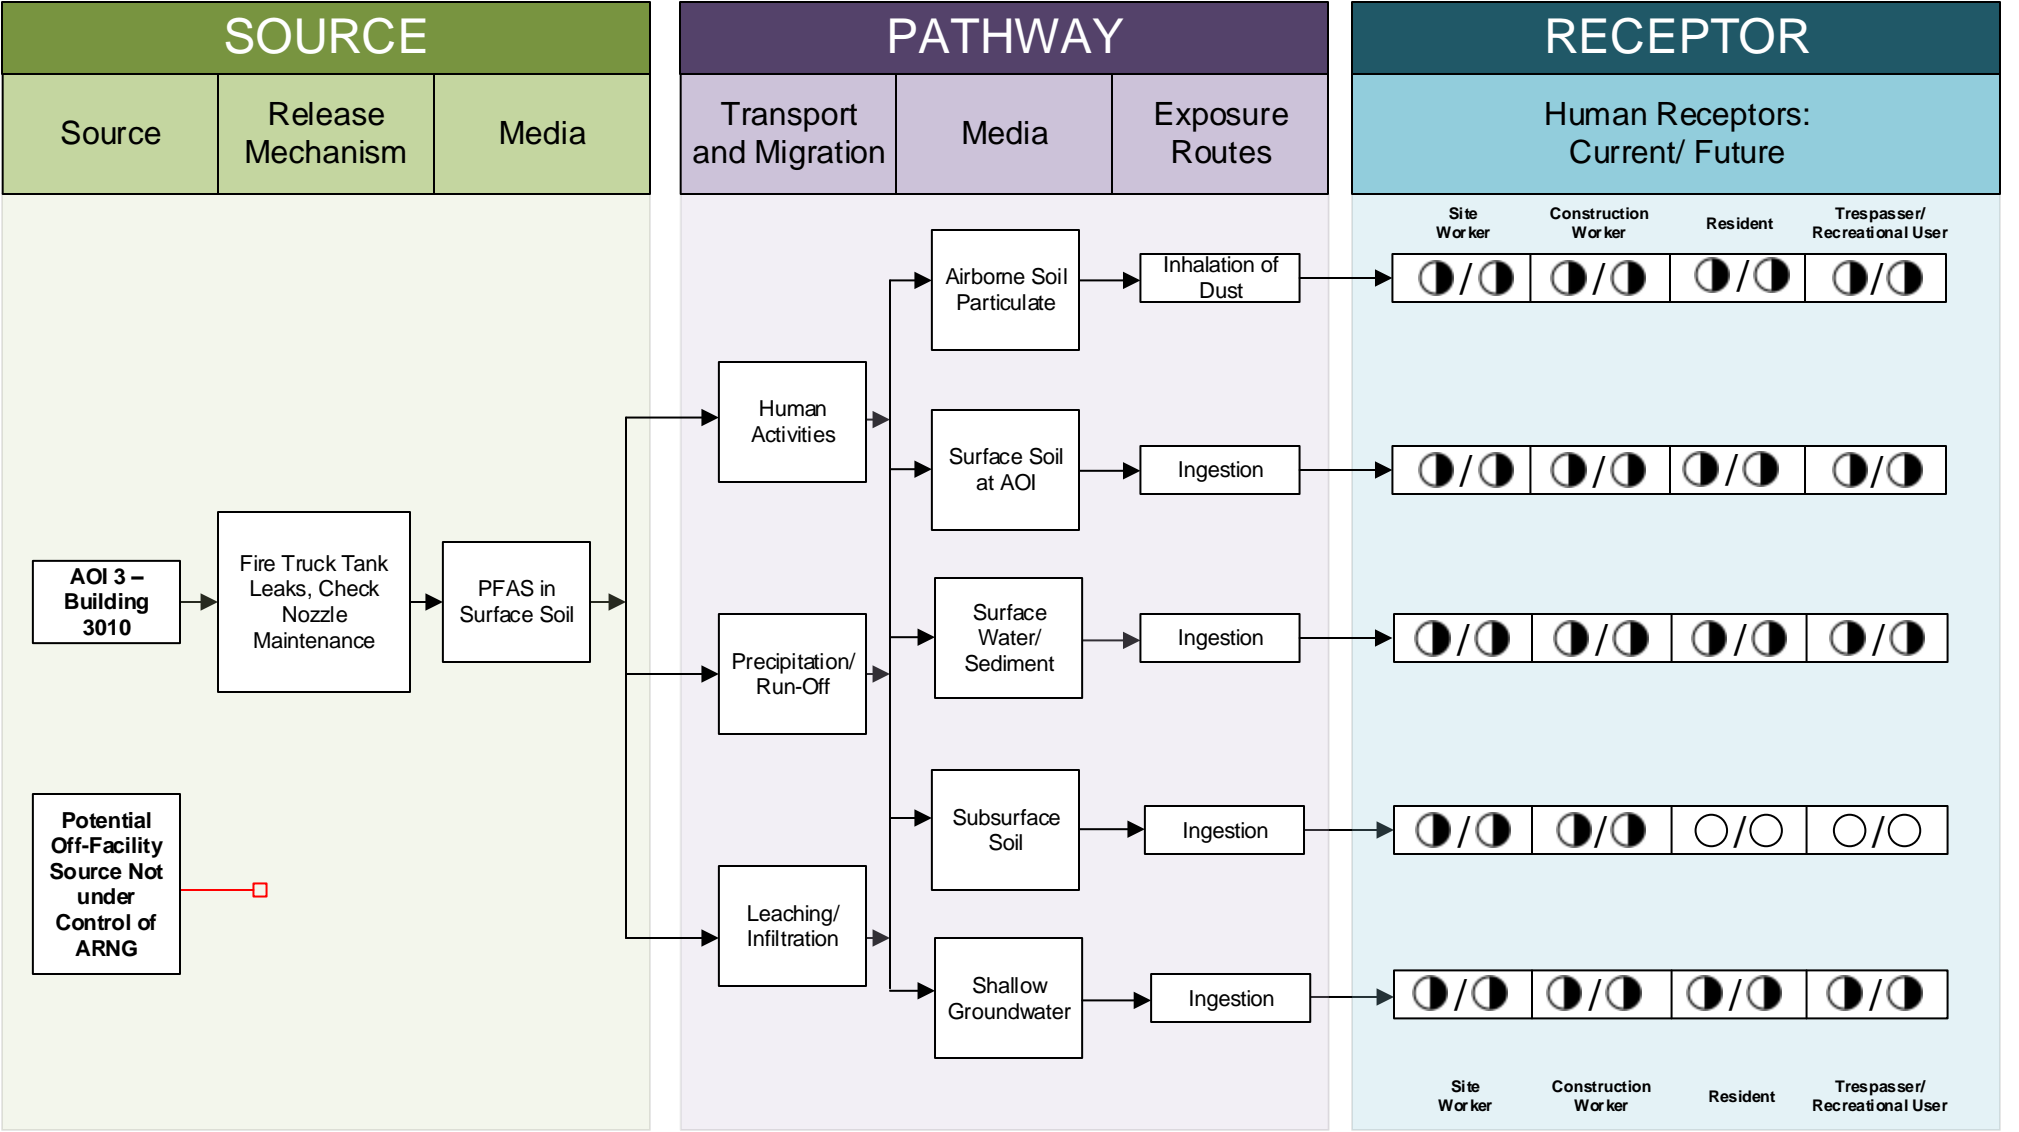 SOURCE
PATHWAY
RECEPTOR
Source
Release
Mechanism
Media
Transport
and Migration
Media
Exposure
Routes
Human Receptors:
Current/ Future
Site
Worker
Construction
Worker
Resident
Trespasser/
Recreational User
AOI 3 –
Building
3010
Fire Truck Tank
Leaks, Check
Nozzle
Maintenance
PFAS in
Surface Soil
Potential
Off-Facility
Source Not
under
Control of
ARNG
Human
Activities
Precipitation/
Run-Off
Leaching/
Infiltration
Airborne Soil
Particulate
Inhalation of
Dust
/ / / /
Surface Soil
at AOI
Ingestion
/ / / /
Surface
Water/
Sediment
Ingestion
/ / / /
Subsurface
Soil
Ingestion
/ / / /
Shallow
Groundwater
Ingestion
/ / / /
Site
Worker
Construction
Worker
Resident
Trespasser/
Recreational User